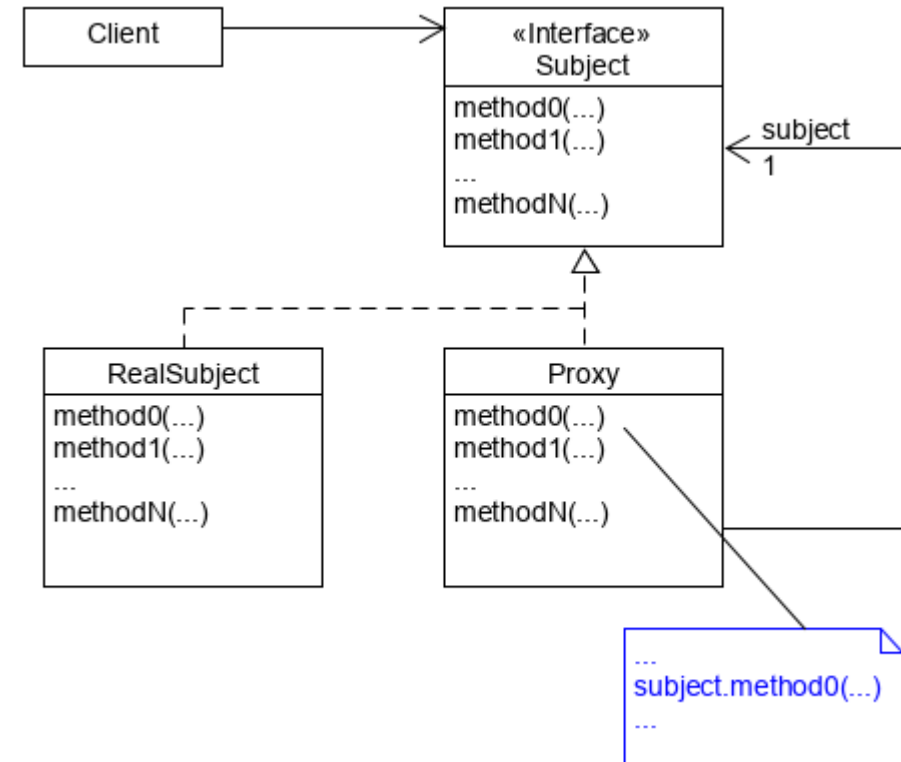 Client
«Interface»
Subject
method0(...)
method1(...)
...
methodN(...)
subject
1
RealSubject
method0(...)
method1(...)
...
methodN(...)
Proxy
method0(...)
method1(...)
...
methodN(...)
...
subject.method0(...)
...